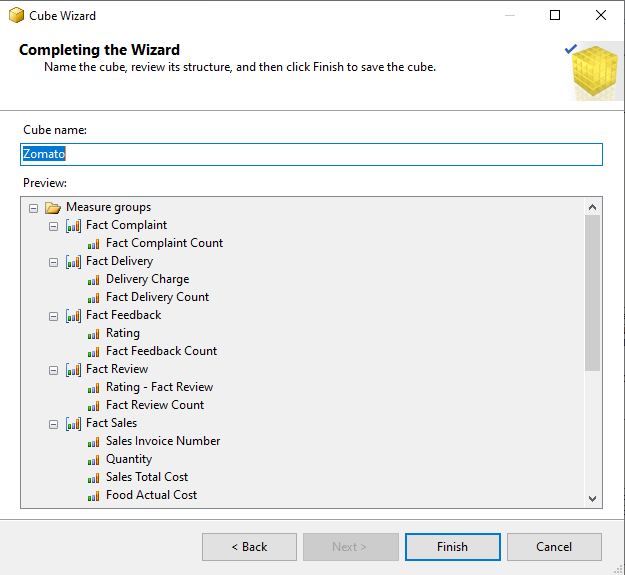 Cube Wizard
Completing the Wizard
Name the cube, review its structure, and then click Finish to save the cube.
Cube name:
Zomato
Preview:
Measure groups
Fact Complaint
Fact Complaint Count
Fact Delivery
Delivery Charge
Fact Delivery Count
Fact Feedback
Rating
Fact Feedback Count
Fact Review
Rating - Fact Review
Fact Review Count
Fact Sales
Sales Invoice Number
Quantity
Sales Total Cost
Food Actual Cost
< Back
Next >
Finish
Cancel